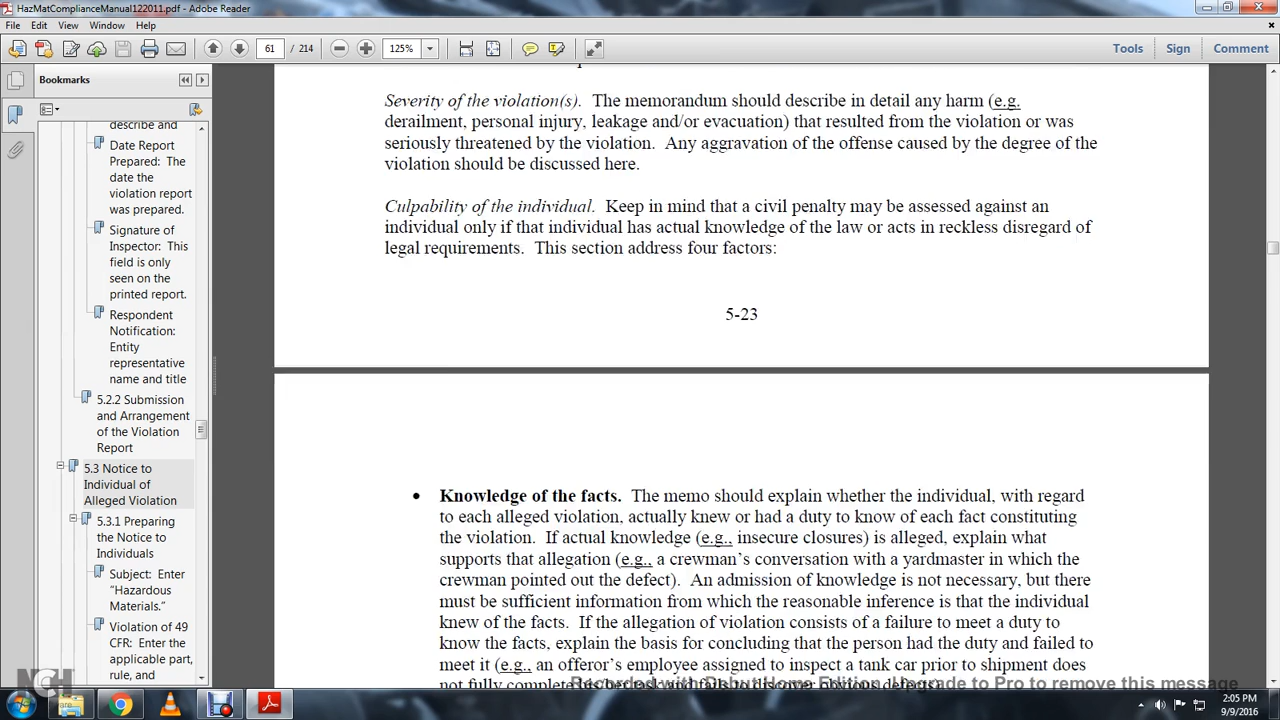 HazMatComplianceManual122011.pdf - Adobe Reader
File Edit View Window Help
61 / 214 125% Tools Sign Comment
Bookmarks
describe and
Date Report
Prepared: The
date the
violation report
was prepared.
Signature of
Inspector: This
field is only
seen on the
printed report.
Respondent
Notification:
Entity
representative
name and title
5.2.2 Submission
and Arrangement
of the Violation
Report
5.3 Notice to
Individual of
Alleged Violation
5.3.1 Preparing
the Notice to
Individuals
Subject: Enter
“Hazardous
Materials.”
Violation of 49
CFR: Enter the
applicable part,
rule, and
Severity of the violation(s). The memorandum should describe in detail any harm (e.g.
derailment, personal injury, leakage and/or evacuation) that resulted from the violation or was
seriously threatened by the violation. Any aggravation of the offense caused by the degree of the
violation should be discussed here.
Culpability of the individual. Keep in mind that a civil penalty may be assessed against an
individual only if that individual has actual knowledge of the law or acts in reckless disregard of
legal requirements. This section address four factors:
5-23
• Knowledge of the facts. The memo should explain whether the individual, with regard
to each alleged violation, actually knew or had a duty to know of each fact constituting
the violation. If actual knowledge (e.g., insecure closures) is alleged, explain what
supports that allegation (e.g., a crewman’s conversation with a yardmaster in which the
crewman pointed out the defect). An admission of knowledge is not necessary, but there
must be sufficient information from which the reasonable inference is that the individual
knew of the facts. If the allegation of violation consists of a failure to meet a duty to
know the facts, explain the basis for concluding that the person had the duty and failed to
meet it (e.g., an offeror’s employee assigned to inspect a tank car prior to shipment does
not fully complete
Recorded with Debut Home Edition. Upgrade to Pro to remove this message
NCH
2:05 PM
9/9/2016